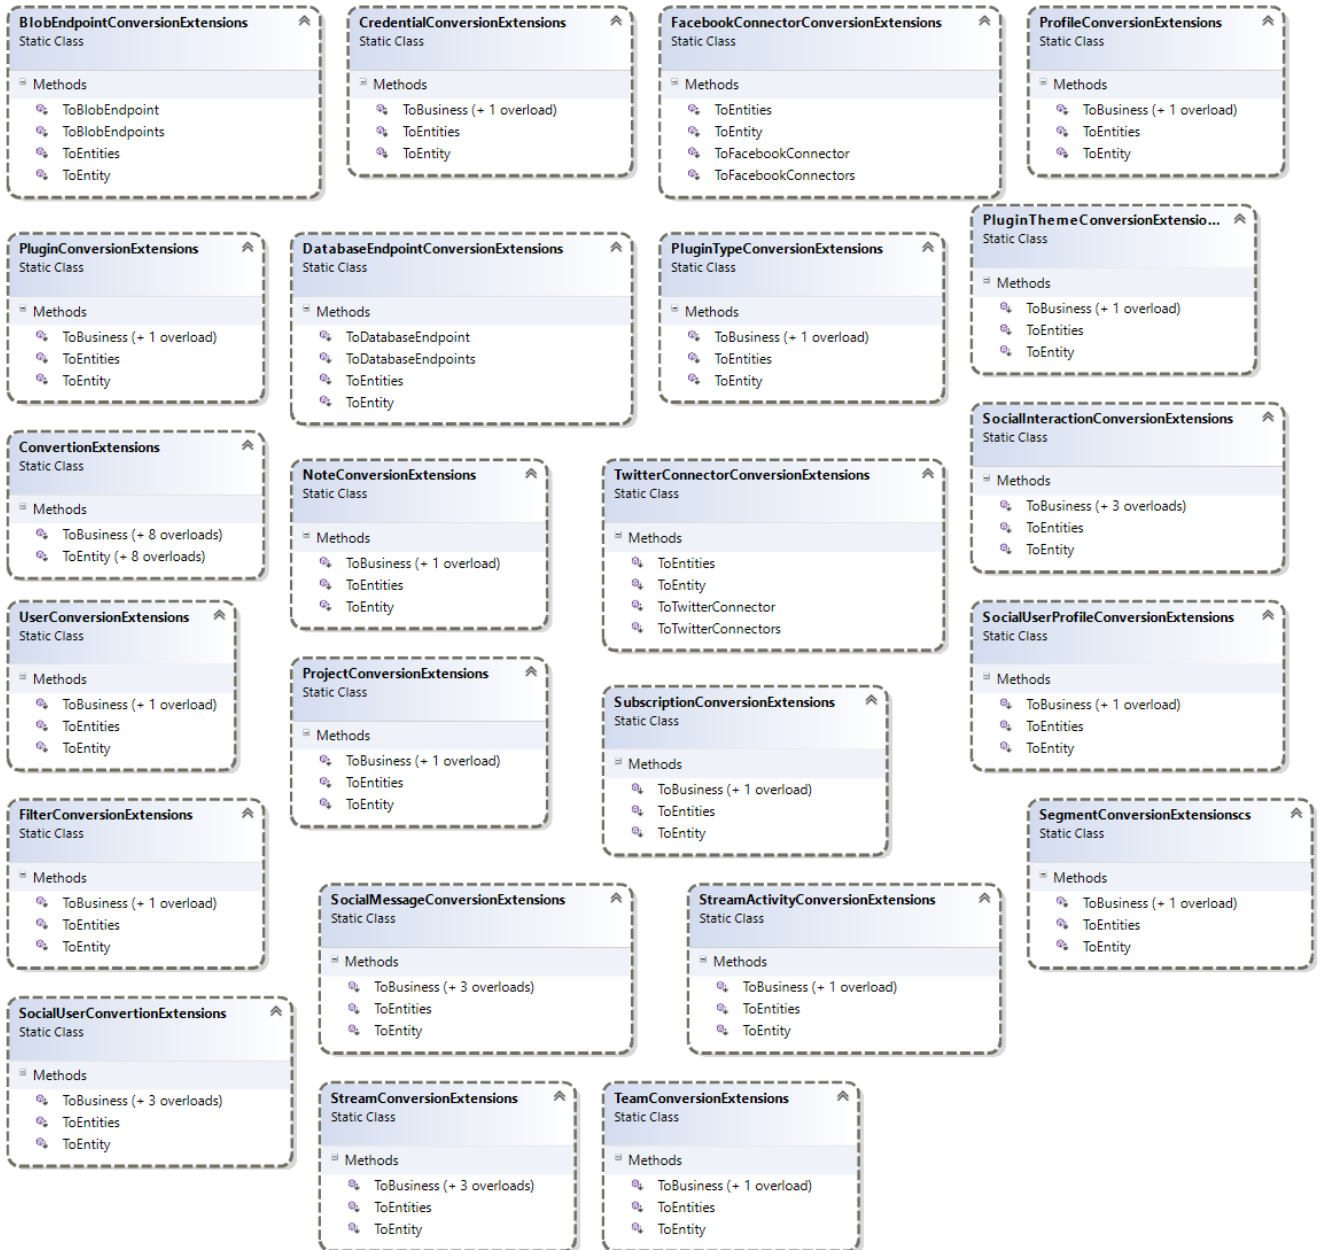 BlobEndpointConversionExtensions
Static Class
Methods
ToBlobEndpoint
ToBlobEndpoints
ToEntities
ToEntity
CredentialConversionExtensions
Static Class
Methods
ToBusiness (+ 1 overload)
ToEntities
ToEntity
FacebookConnectorConversionExtensions
Static Class
Methods
ToEntities
ToEntity
ToFacebookConnector
ToFacebookConnectors
ProfileConversionExtensions
Static Class
Methods
ToBusiness (+ 1 overload)
ToEntities
ToEntity
PluginConversionExtensions
Static Class
Methods
ToBusiness (+ 1 overload)
ToEntities
ToEntity
DatabaseEndpointConversionExtensions
Static Class
Methods
ToDatabaseEndpoint
ToDatabaseEndpoints
ToEntities
ToEntity
PluginTypeConversionExtensions
Static Class
Methods
ToBusiness (+ 1 overload)
ToEntities
ToEntity
PluginThemeConversionExtensio...
Static Class
Methods
ToBusiness (+ 1 overload)
ToEntities
ToEntity
ConvertionExtensions
Static Class
Methods
ToBusiness (+ 8 overloads)
ToEntity (+ 8 overloads)
NoteConversionExtensions
Static Class
Methods
ToBusiness (+ 1 overload)
ToEntities
ToEntity
TwitterConnectorConversionExtensions
Static Class
Methods
ToEntities
ToEntity
ToTwitterConnector
ToTwitterConnectors
SocialInteractionConversionExtensions
Static Class
Methods
ToBusiness (+ 3 overloads)
ToEntities
ToEntity
UserConversionExtensions
Static Class
Methods
ToBusiness (+ 1 overload)
ToEntities
ToEntity
ProjectConversionExtensions
Static Class
Methods
ToBusiness (+ 1 overload)
ToEntities
ToEntity
SubscriptionConversionExtensions
Static Class
Methods
ToBusiness (+ 1 overload)
ToEntities
ToEntity
SocialUserProfileConversionExtensions
Static Class
Methods
ToBusiness (+ 1 overload)
ToEntities
ToEntity
FilterConversionExtensions
Static Class
Methods
ToBusiness (+ 1 overload)
ToEntities
ToEntity
SocialMessageConversionExtensions
Static Class
Methods
ToBusiness (+ 3 overloads)
ToEntities
ToEntity
StreamActivityConversionExtensions
Static Class
Methods
ToBusiness (+ 1 overload)
ToEntities
ToEntity
SegmentConversionExtensionscs
Static Class
Methods
ToBusiness (+ 1 overload)
ToEntities
ToEntity
SocialUserConvertionExtensions
Static Class
Methods
ToBusiness (+ 3 overloads)
ToEntities
ToEntity
StreamConversionExtensions
Static Class
Methods
ToBusiness (+ 3 overloads)
ToEntities
ToEntity
TeamConversionExtensions
Static Class
Methods
ToBusiness (+ 1 overload)
ToEntities
ToEntity